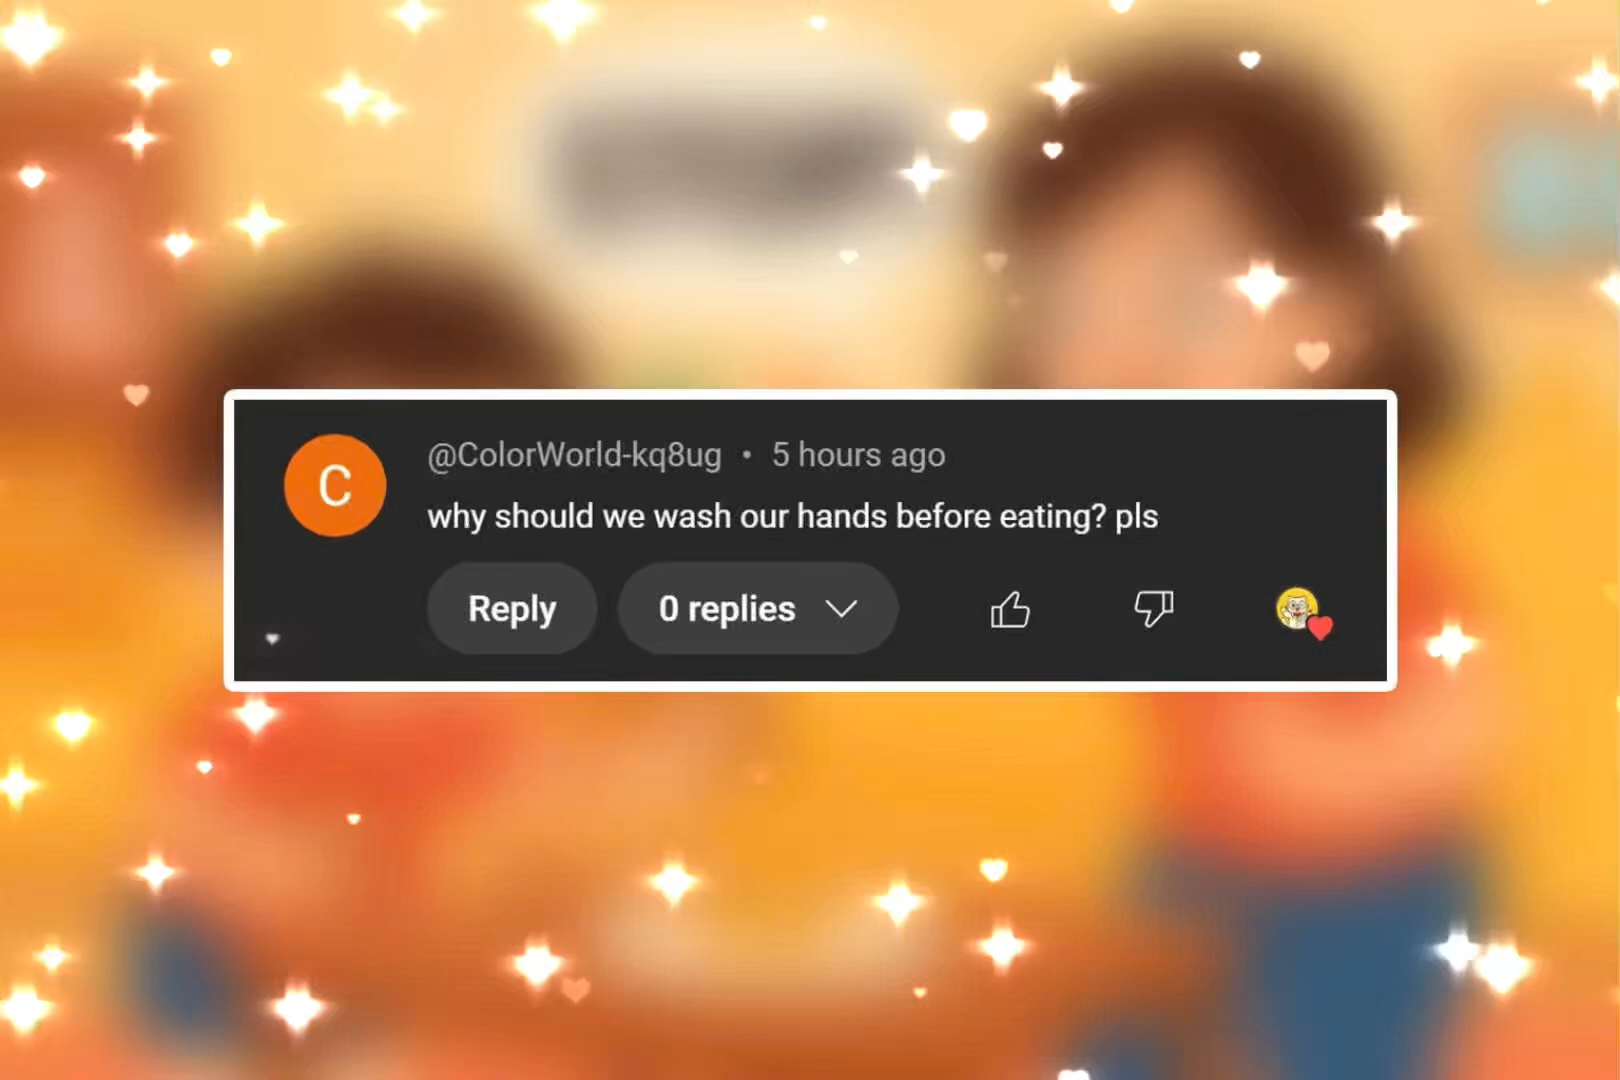 C
@ColorWorld-kq8ug • 5 hours ago
why should we wash our hands before eating? pls
Reply
0 replies